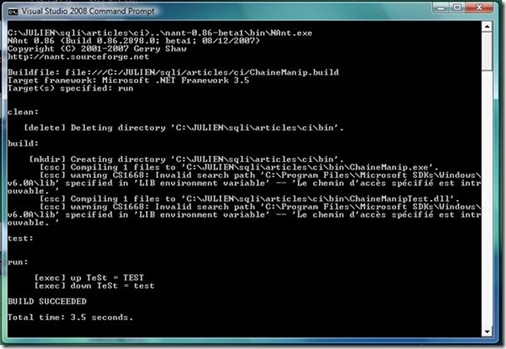 Visual Studio 2008 Command Prompt
C:\JULIEN\sqli\articles\ci>..\nant-0.86-beta1\bin\NAnt.exe
NAnt 0.86 (Build 0.86.2898.0; beta1; 08/12/2007)
Copyright (C) 2001-2007 Gerry Shaw
http://nant.sourceforge.net
Buildfile: file:///C:/JULIEN/sqli/articles/ci/ChaineManip.build
Target framework: Microsoft .NET Framework 3.5
Target(s) specified: run
clean:
[delete] Deleting directory 'C:\JULIEN\sqli\articles\ci\bin'.
build:
[mkdir] Creating directory 'C:\JULIEN\sqli\articles\ci\bin'.
[csc] Compiling 1 files to 'C:\JULIEN\sqli\articles\ci\bin\ChaineManip.exe'.
[csc] warning CS1668: Invalid search path 'C:\Program Files\Microsoft SDKs\Windows\
v6.0A\lib' specified in 'LIB environment variable' -- 'Le chemin d'accès spécifié est intr
ouvable. '
[csc] Compiling 1 files to 'C:\JULIEN\sqli\articles\ci\bin\ChaineManipTest.dll'.
[csc] warning CS1668: Invalid search path 'C:\Program Files\Microsoft SDKs\Windows\
v6.0A\lib' specified in 'LIB environment variable' -- 'Le chemin d'accès spécifié est intr
ouvable. '
test:
run:
[exec] up TeSt = TEST
[exec] down TeSt = test
BUILD SUCCEEDED
Total time: 3.5 seconds.